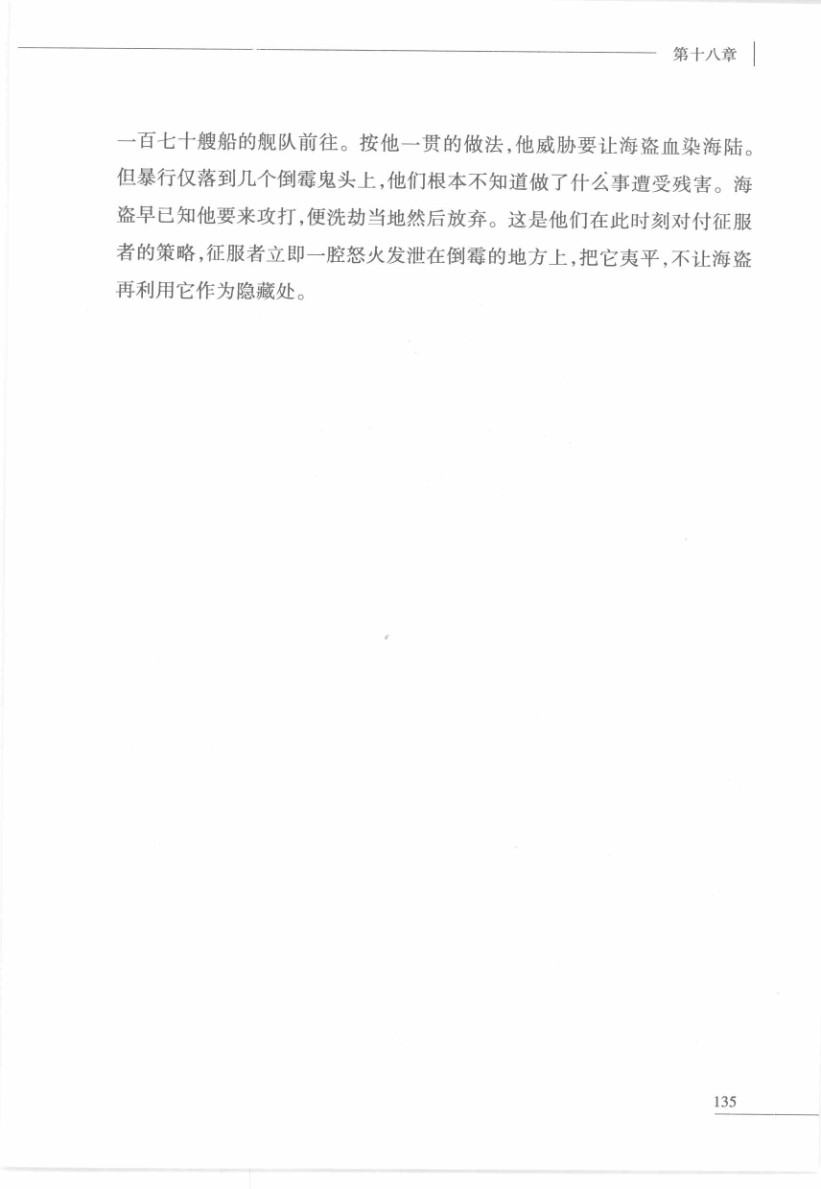 第十八章
一百七十艘船的舰队前往。按他一贯的做法,他威胁要让海盗血染海陆。
但暴行仅落到几个倒霉鬼头上,他们根本不知道做了什么事遭受残害。海
盗早已知他要来攻打,便洗劫当地然后放弃。这是他们在此时刻对付征服
者的策略,征服者立即一腔怒火发泄在倒霉的地方上,把它夷平,不让海盗
再利用它作为隐藏处。
135